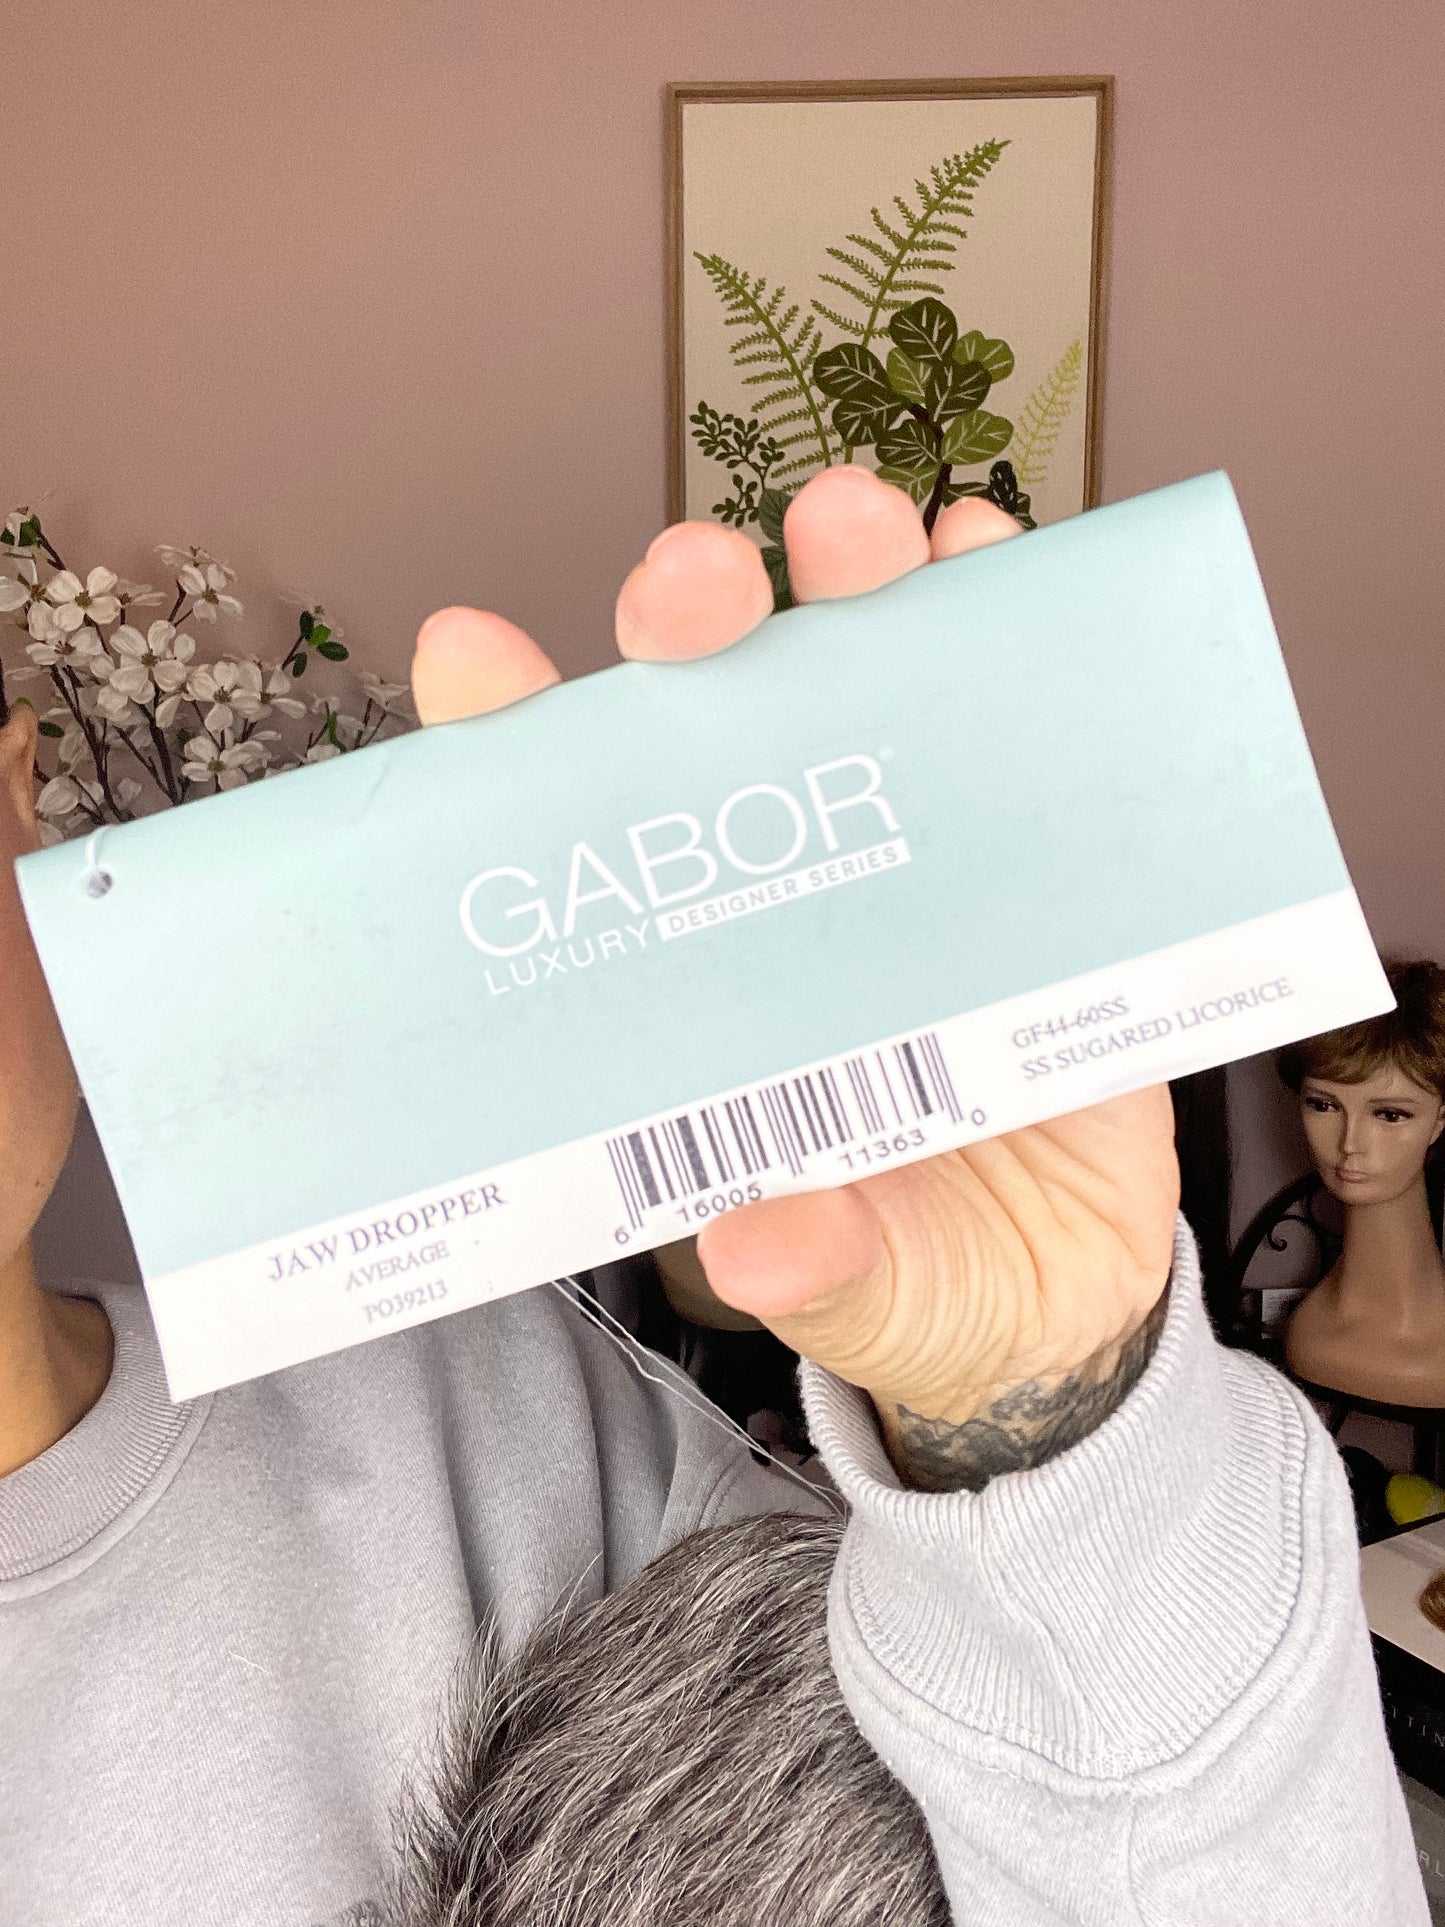 GABOR®
LUXURY DESIGNER SERIES
JAW DROPPER
AVERAGE
PO39213
6 16005 11363 0
GF44-60SS
SS SUGARED LICORICE